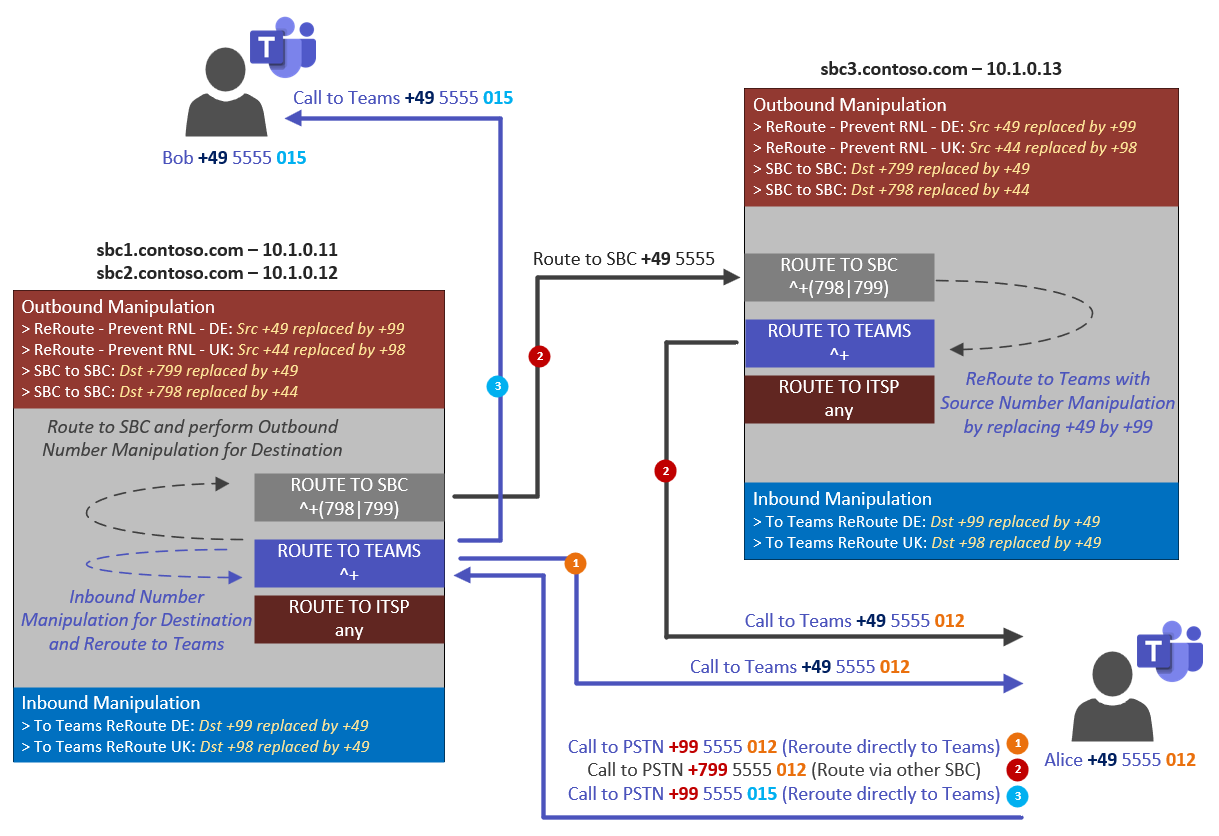 T
Call to Teams +49 5555 015
Bob +49 5555 015
sbc3.contoso.com – 10.1.0.13
Outbound Manipulation
> ReRoute - Prevent RNL - DE: Src +49 replaced by +99
> ReRoute - Prevent RNL - UK: Src +44 replaced by +98
> SBC to SBC: Dst +799 replaced by +49
> SBC to SBC: Dst +798 replaced by +44
ROUTE TO SBC
^+(798|799)
ROUTE TO TEAMS
^+
ROUTE TO ITSP
any
ReRoute to Teams with
Source Number Manipulation
by replacing +49 by +99
Inbound Manipulation
> To Teams ReRoute DE: Dst +99 replaced by +49
> To Teams ReRoute UK: Dst +98 replaced by +49
sbc1.contoso.com – 10.1.0.11
sbc2.contoso.com – 10.1.0.12
Outbound Manipulation
> ReRoute - Prevent RNL - DE: Src +49 replaced by +99
> ReRoute - Prevent RNL - UK: Src +44 replaced by +98
> SBC to SBC: Dst +799 replaced by +49
> SBC to SBC: Dst +798 replaced by +44
Route to SBC and perform Outbound
Number Manipulation for Destination
ROUTE TO SBC
^+(798|799)
ROUTE TO TEAMS
^+
ROUTE TO ITSP
any
Inbound Number
Manipulation for Destination
and Reroute to Teams
Inbound Manipulation
> To Teams ReRoute DE: Dst +99 replaced by +49
> To Teams ReRoute UK: Dst +98 replaced by +49
Route to SBC +49 5555
2
3
2
1
Call to Teams +49 5555 012
Call to Teams +49 5555 012
T
Alice +49 5555 012
Call to PSTN +99 5555 012 (Reroute directly to Teams) 1
Call to PSTN +799 5555 012 (Route via other SBC) 2
Call to PSTN +99 5555 015 (Reroute directly to Teams) 3